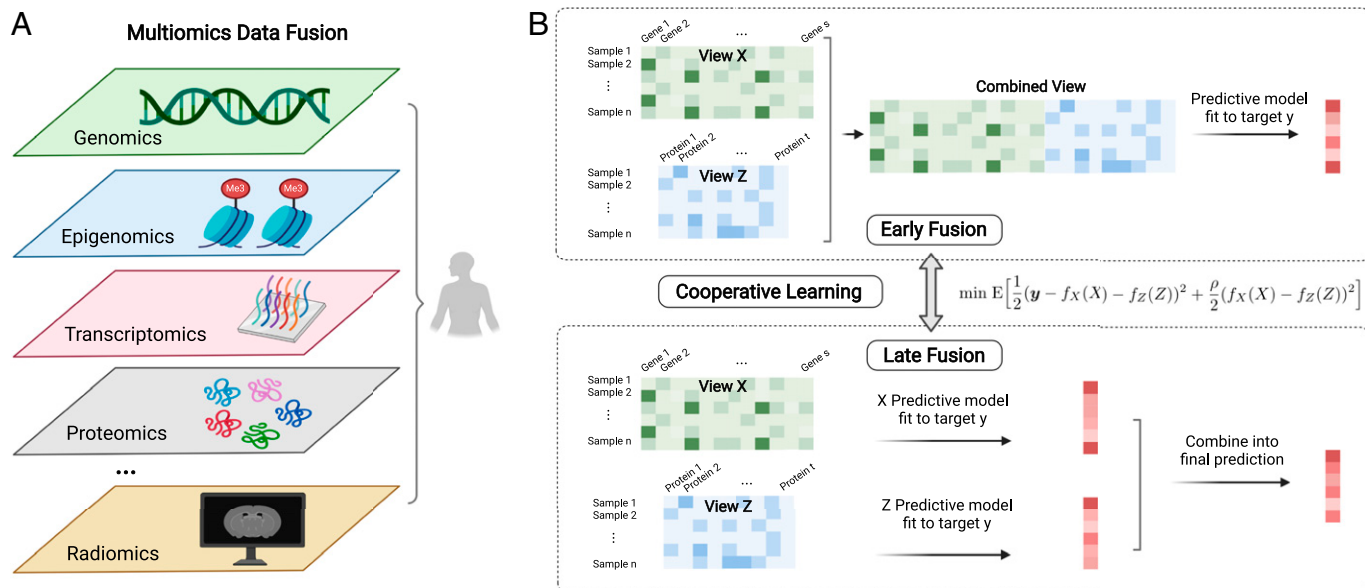 A
Multiomics Data Fusion
Genomics
Me3
Me3
Epigenomics
Transcriptomics
Proteomics
...
Radiomics
B
Gene 1
Gene 2
...
Gene s
Sample 1
Sample 2
⋮
Sample n
View X
Protein 1
Protein 2
...
Protein t
Sample 1
Sample 2
⋮
Sample n
View Z
Combined View
Predictive model
fit to target y
Early Fusion
Cooperative Learning
min E[½(y − f_X(X) − f_Z(Z))² + ρ/2(f_X(X) − f_Z(Z))²]
Late Fusion
Gene 1
Gene 2
...
Gene s
Sample 1
Sample 2
⋮
Sample n
View X
X Predictive model
fit to target y
Protein 1
Protein 2
...
Protein t
Sample 1
Sample 2
⋮
Sample n
View Z
Z Predictive model
fit to target y
Combine into
final prediction